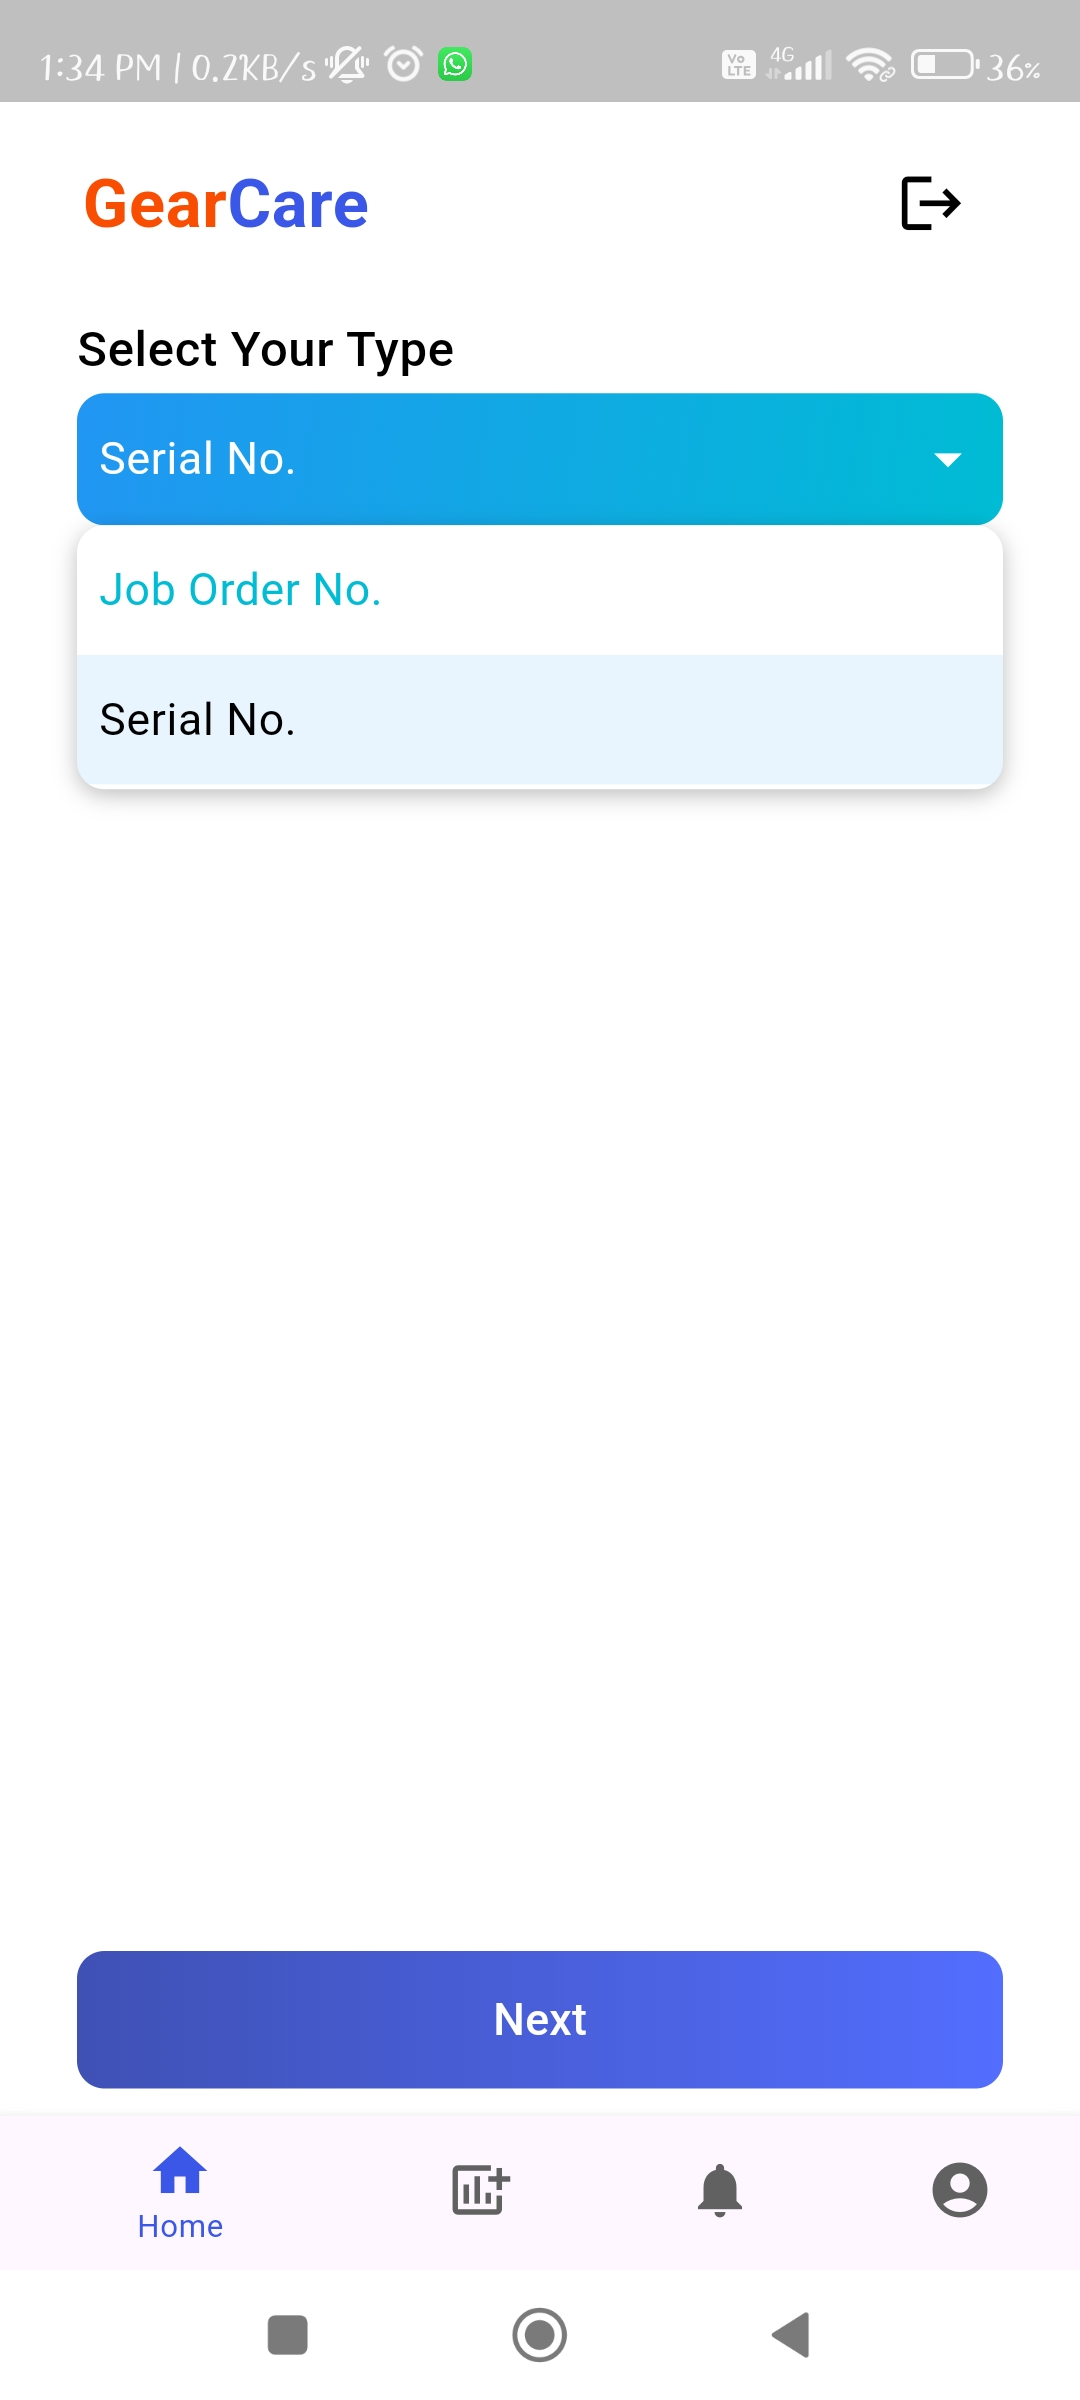 1:34 PM | 0.2KB/s Vo LTE 4G 36%
GearCare
Select Your Type
Serial No.
Job Order No.
Serial No.
Next
Home